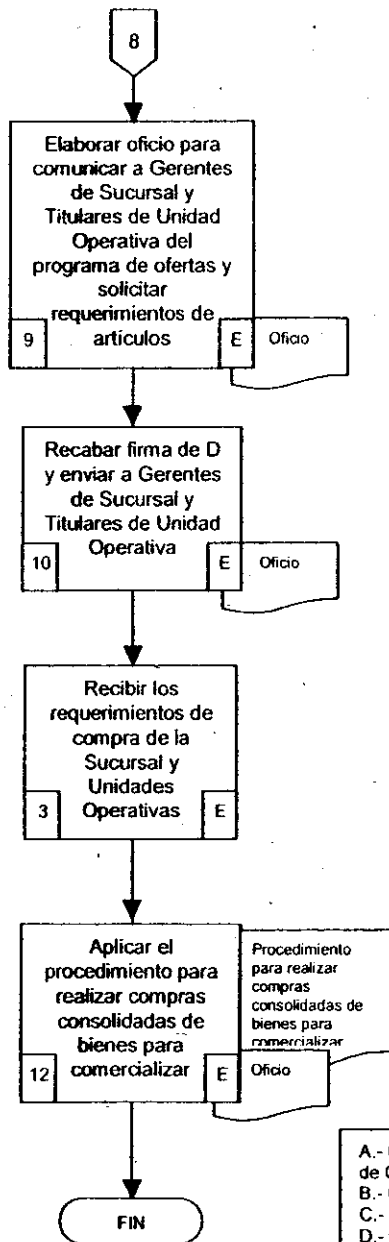 8
Elaborar oficio para
comunicar a Gerentes
de Sucursal y
Titulares de Unidad
Operativa del
programa de ofertas y
solicitar
requerimientos de
artículos
9
E
Oficio
Recabar firma de D
y enviar a Gerentes
de Sucursal y
Titulares de Unidad
Operativa
10
E
Oficio
Recibir los
requerimientos de
compra de la
Sucursal y
Unidades
Operativas
3
E
Aplicar el
procedimiento para
realizar compras
consolidadas de
bienes para
comercializar
12
E
Procedimiento
para realizar
compras
consolidadas de
bienes para
comercializar
Oficio
FIN
A.-
de
B.-
C.-
D.-